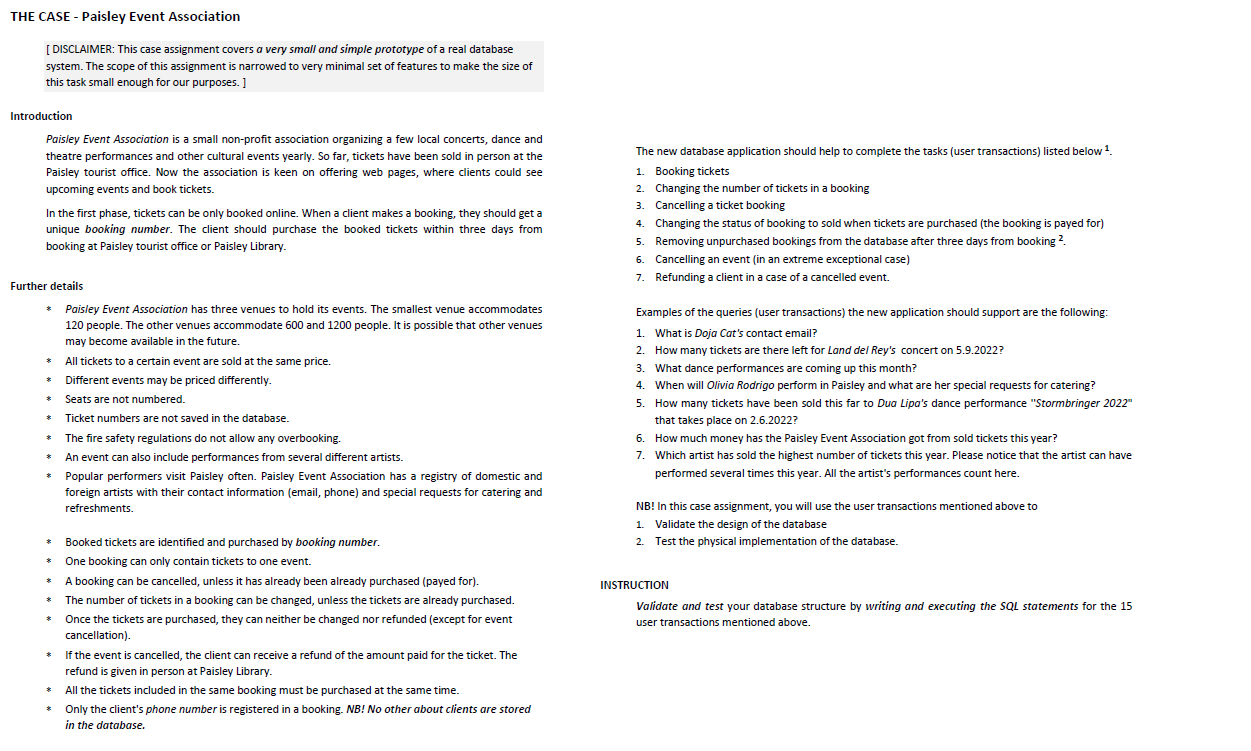 THE CASE - Paisley Event Association
[ DISCLAIMER: This case assignment covers a very small and simple prototype of a real database
system. The scope of this assignment is narrowed to very minimal set of features to make the size of
this task small enough for our purposes. ]
Introduction
Paisley Event Association is a small non-profit association organizing a few local concerts, dance and
theatre performances and other cultural events yearly. So far, tickets have been sold in person at the
Paisley tourist office. Now the association is keen on offering web pages, where clients could see
upcoming events and book tickets.
In the first phase, tickets can be only booked online. When a client makes a booking, they should get a
unique booking number. The client should purchase the booked tickets within three days from
booking at Paisley tourist office or Paisley Library.
Further details
* Paisley Event Association has three venues to hold its events. The smallest venue accommodates
120 people. The other venues accommodate 600 and 1200 people. It is possible that other venues
may become available in the future.
* All tickets to a certain event are sold at the same price.
* Different events may be priced differently.
* Seats are not numbered.
* Ticket numbers are not saved in the database.
* The fire safety regulations do not allow any overbooking.
* An event can also include performances from several different artists.
* Popular performers visit Paisley often. Paisley Event Association has a registry of domestic and
foreign artists with their contact information (email, phone) and special requests for catering and
refreshments.
* Booked tickets are identified and purchased by booking number.
* One booking can only contain tickets to one event.
* A booking can be cancelled, unless it has already been already purchased (payed for).
* The number of tickets in a booking can be changed, unless the tickets are already purchased.
* Once the tickets are purchased, they can neither be changed nor refunded (except for event
cancellation).
* If the event is cancelled, the client can receive a refund of the amount paid for the ticket. The
refund is given in person at Paisley Library.
* All the tickets included in the same booking must be purchased at the same time.
* Only the client's phone number is registered in a booking. NB! No other about clients are stored
in the database.
The new database application should help to complete the tasks (user transactions) listed below 1.
1. Booking tickets
2. Changing the number of tickets in a booking
3. Cancelling a ticket booking
4. Changing the status of booking to sold when tickets are purchased (the booking is payed for)
5. Removing unpurchased bookings from the database after three days from booking 2.
6. Cancelling an event (in an extreme exceptional case)
7. Refunding a client in a case of a cancelled event.
Examples of the queries (user transactions) the new application should support are the following:
1. What is Doja Cat's contact email?
2. How many tickets are there left for Land del Rey's concert on 5.9.2022?
3. What dance performances are coming up this month?
4. When will Olivia Rodrigo perform in Paisley and what are her special requests for catering?
5. How many tickets have been sold this far to Dua Lipa's dance performance "Stormbringer 2022"
that takes place on 2.6.2022?
6. How much money has the Paisley Event Association got from sold tickets this year?
7. Which artist has sold the highest number of tickets this year. Please notice that the artist can have
performed several times this year. All the artist's performances count here.
NB! In this case assignment, you will use the user transactions mentioned above to
1. Validate the design of the database
2. Test the physical implementation of the database.
INSTRUCTION
Validate and test your database structure by writing and executing the SQL statements for the 15
user transactions mentioned above.